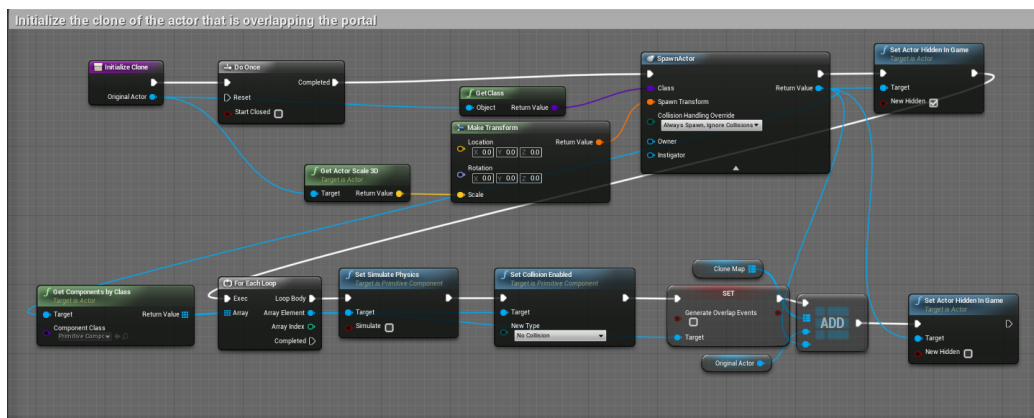 Initialize the clone of the actor that is overlapping the portal
Initialize Clone
Original Actor
Do Once
Completed
Reset
Start Closed
GetClass
Object Return Value
Make Transform
Location
Return Value
X 0.0 Y 0.0 Z 0.0
Rotation
X 0.0 Y 0.0 Z 0.0
Scale
Get Actor Scale 3D
Target is Actor
Target Return Value
SpawnActor
Class Return Value
Spawn Transform
Collision Handling Override
Always Spawn, Ignore Collisions
Owner
Instigator
Set Actor Hidden In Game
Target is Actor
Target
New Hidden
Get Components by Class
Target is Actor
Target Return Value
Component Class
Primitive Compc
For Each Loop
Exec Loop Body
Array Array Element
Array Index
Completed
Set Simulate Physics
Target is Primitive Component
Target
Simulate
Set Collision Enabled
Target is Primitive Component
Target
New Type
No Collision
Clone Map
SET
Generate Overlap Events
Target
Original Actor
ADD
Set Actor Hidden In Game
Target is Actor
Target
New Hidden